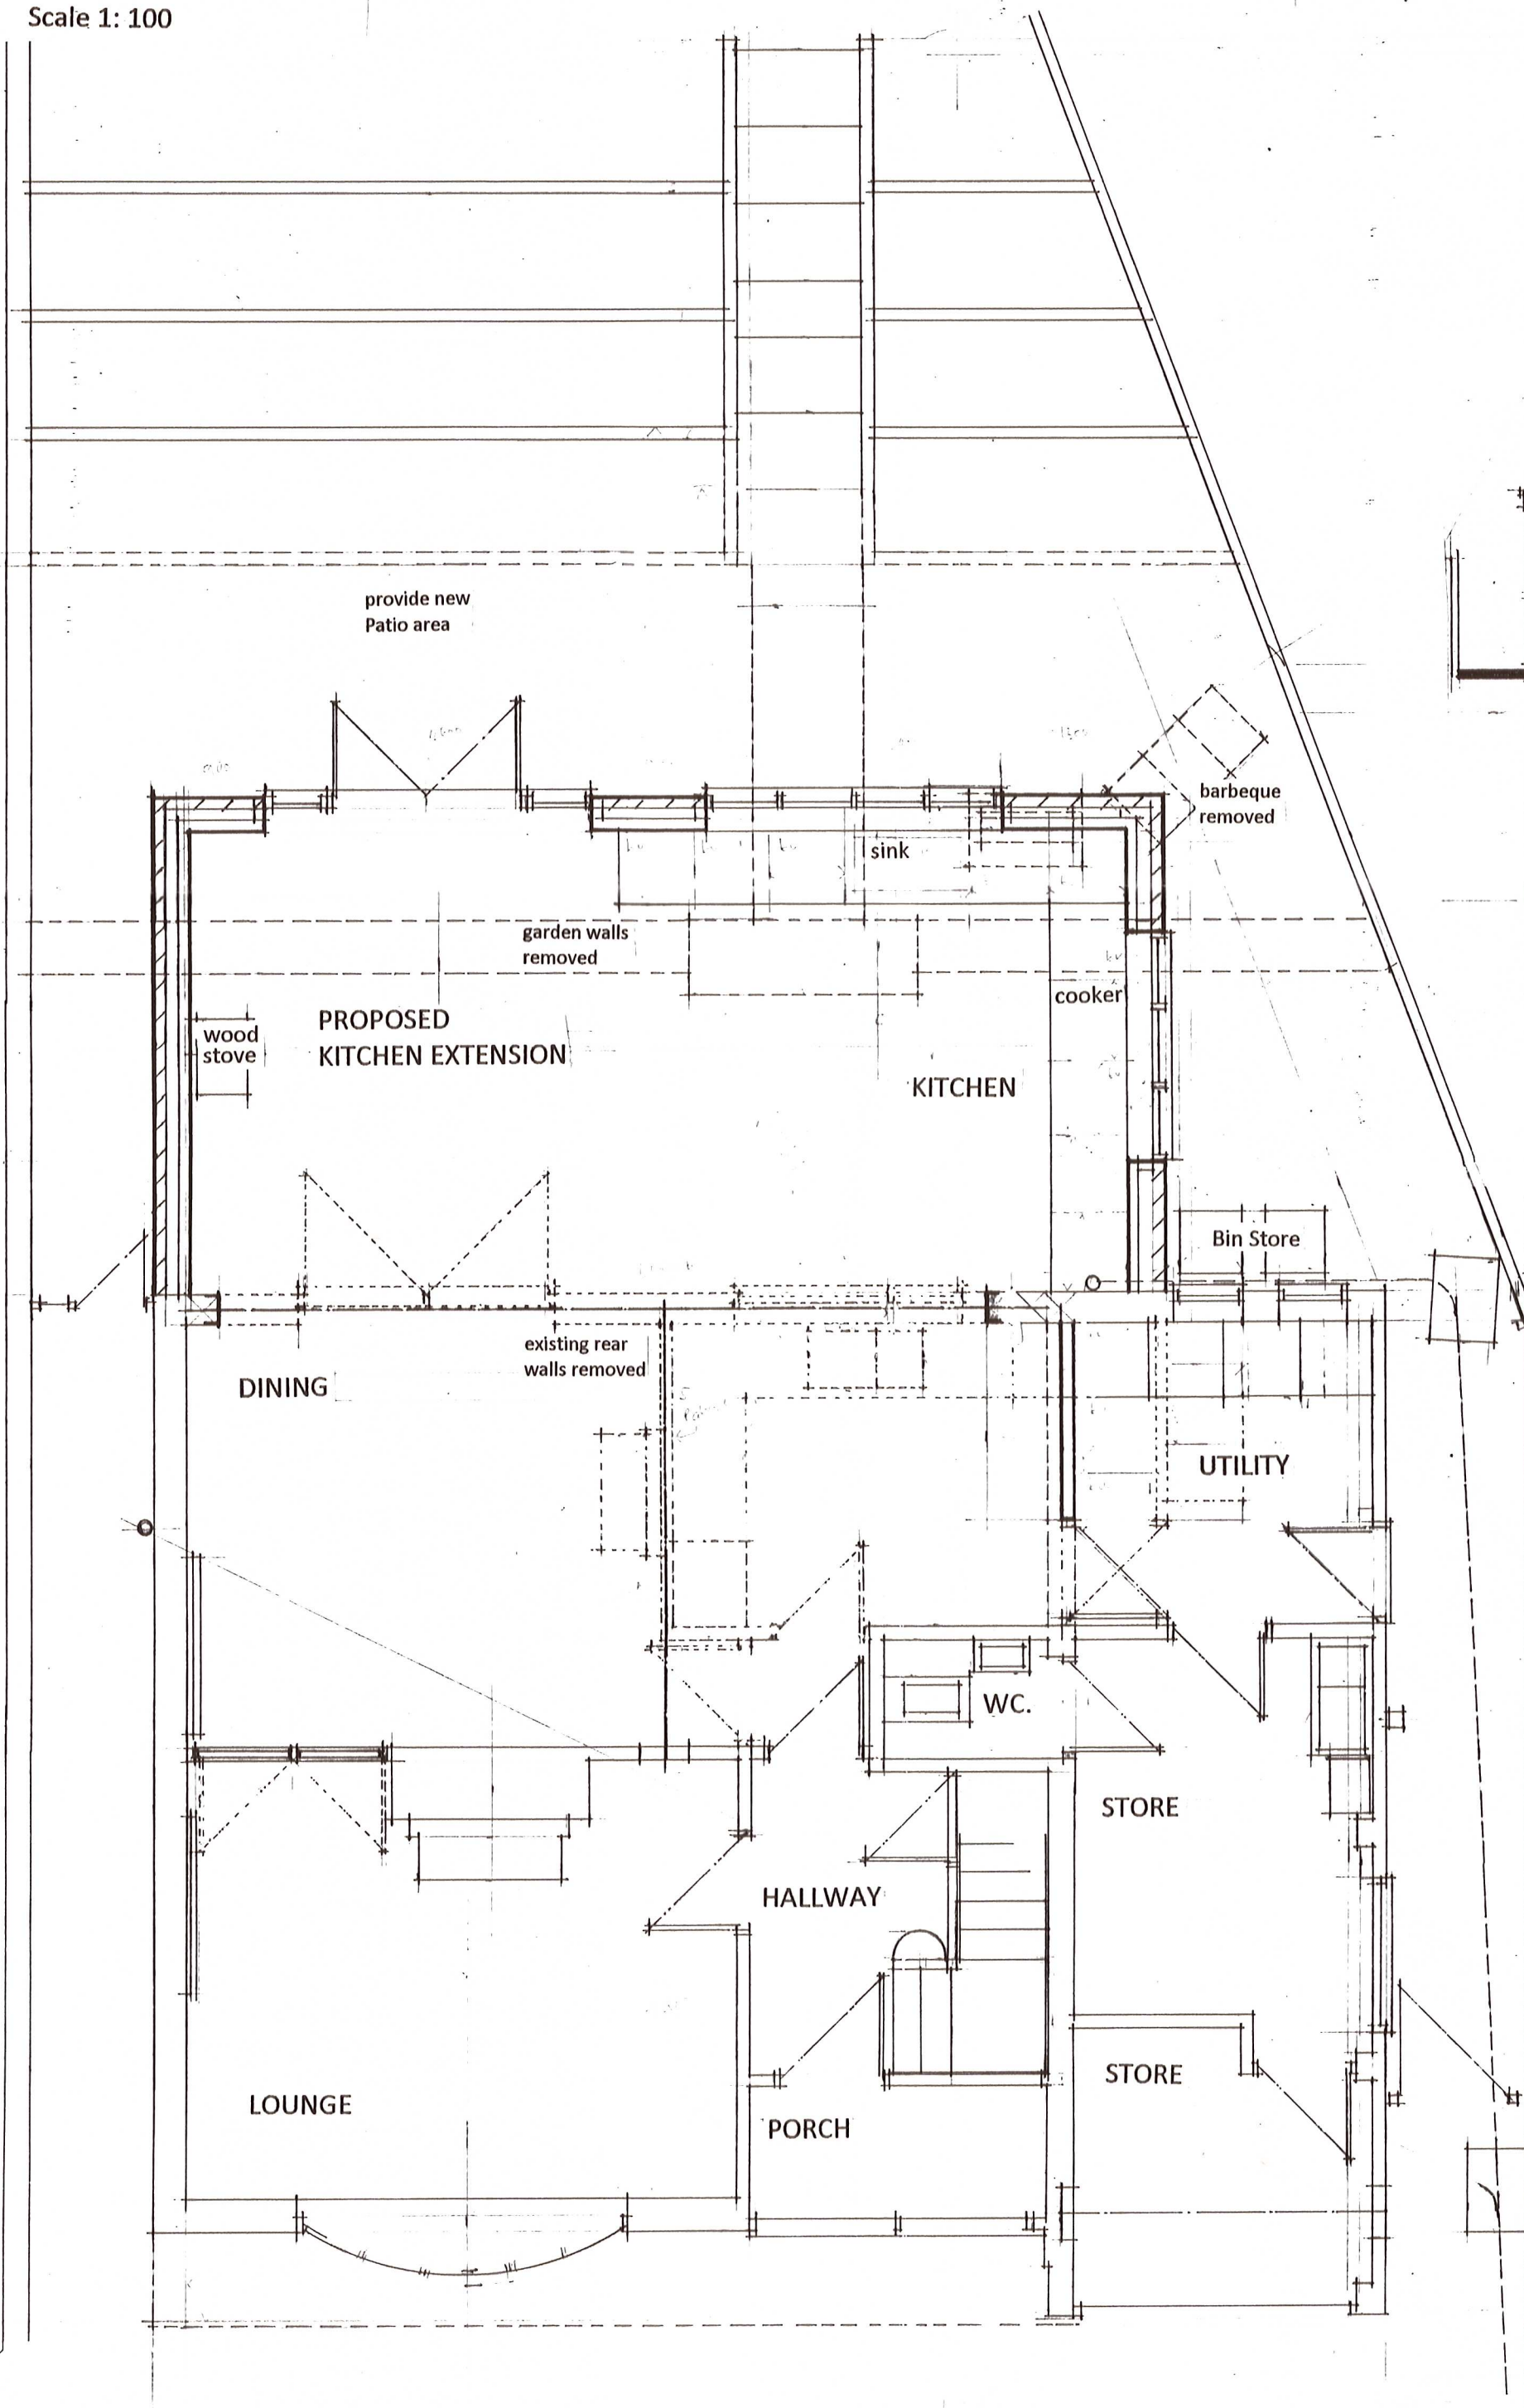 Scale 1: 100
provide new
Patio area
barbeque
removed
sink
garden walls
removed
cooker
PROPOSED
KITCHEN EXTENSION
wood
stove
KITCHEN
Bin Store
existing rear
walls removed
DINING
UTILITY
WC.
STORE
HALLWAY
STORE
LOUNGE
PORCH